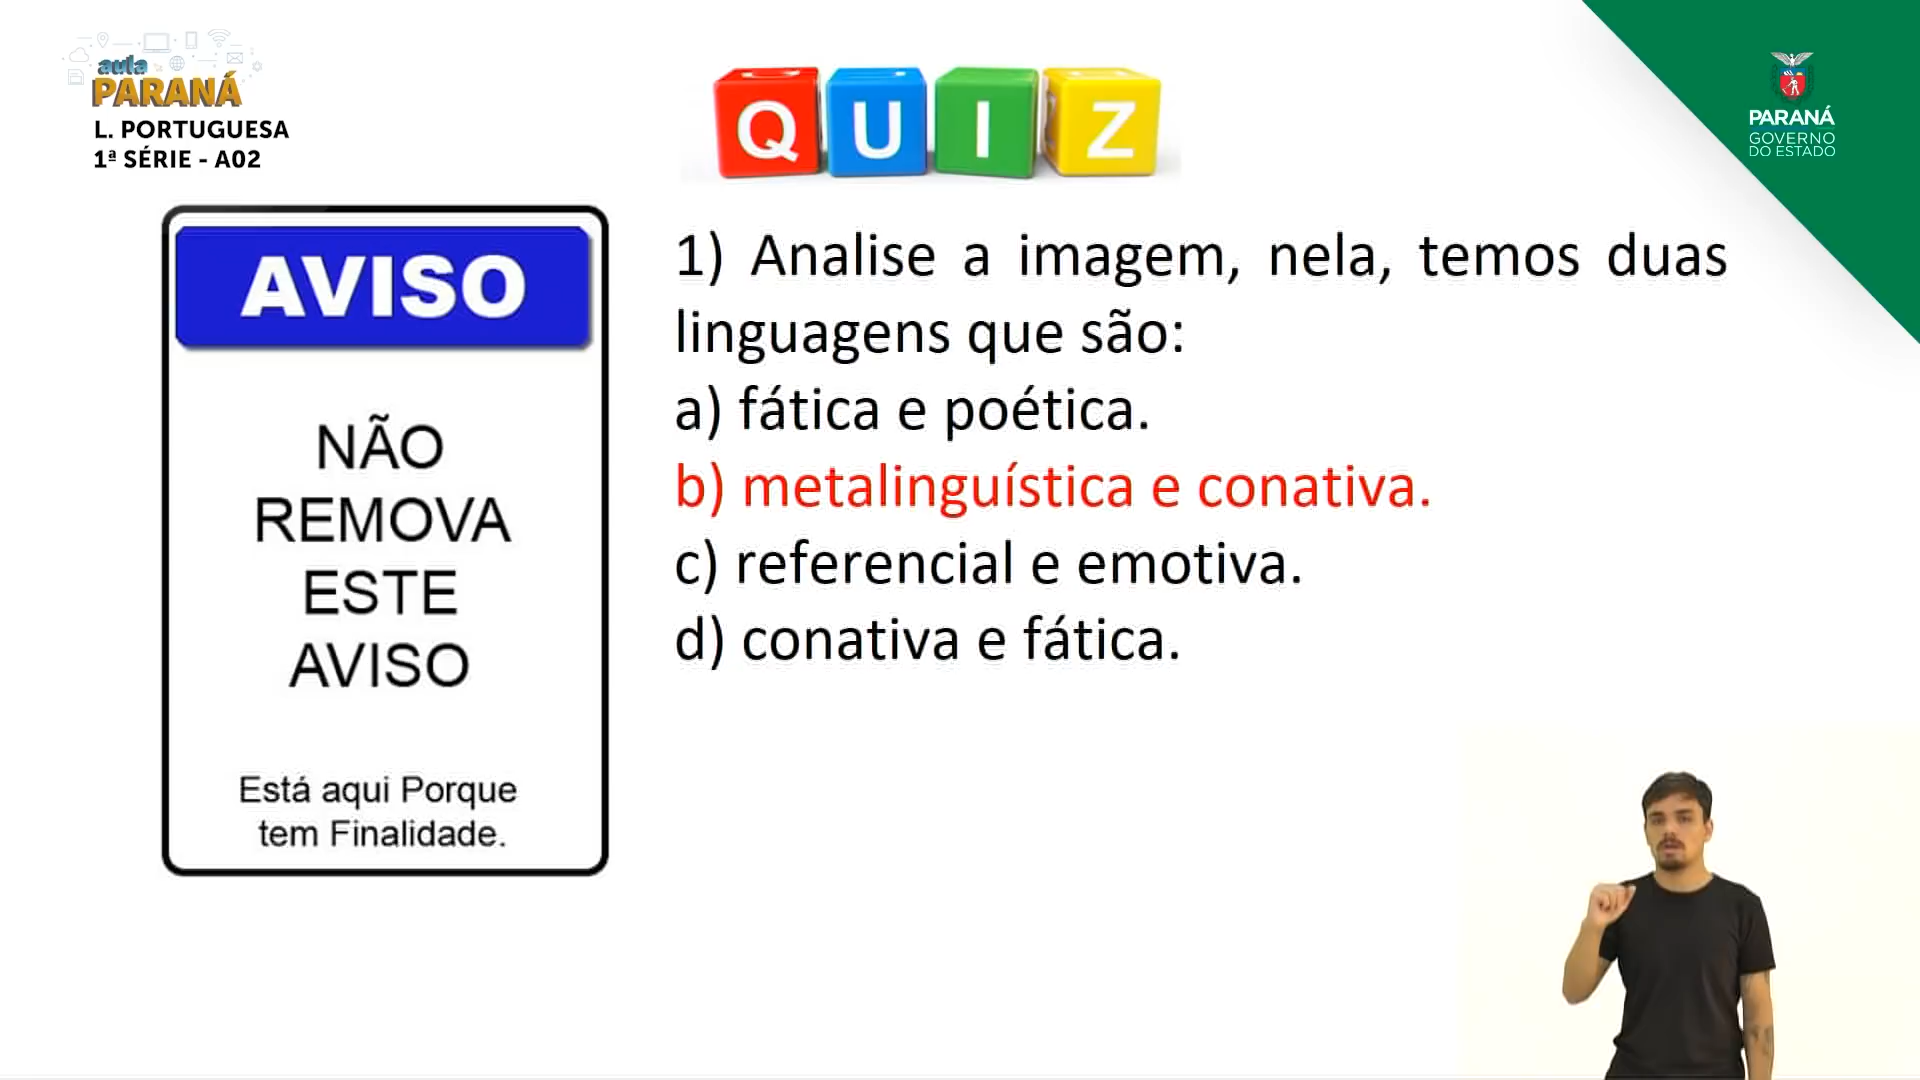 aula
PARANÁ
L. PORTUGUESA
1ª SÉRIE - A02
QUIZ
PARANÁ
GOVERNO
DO ESTADO
AVISO
NÃO
REMOVA
ESTE
AVISO
Está aqui Porque
tem Finalidade.
1) Analise a imagem, nela, temos duas
linguagens que são:
a) fática e poética.
b) metalinguística e conativa.
c) referencial e emotiva.
d) conativa e fática.